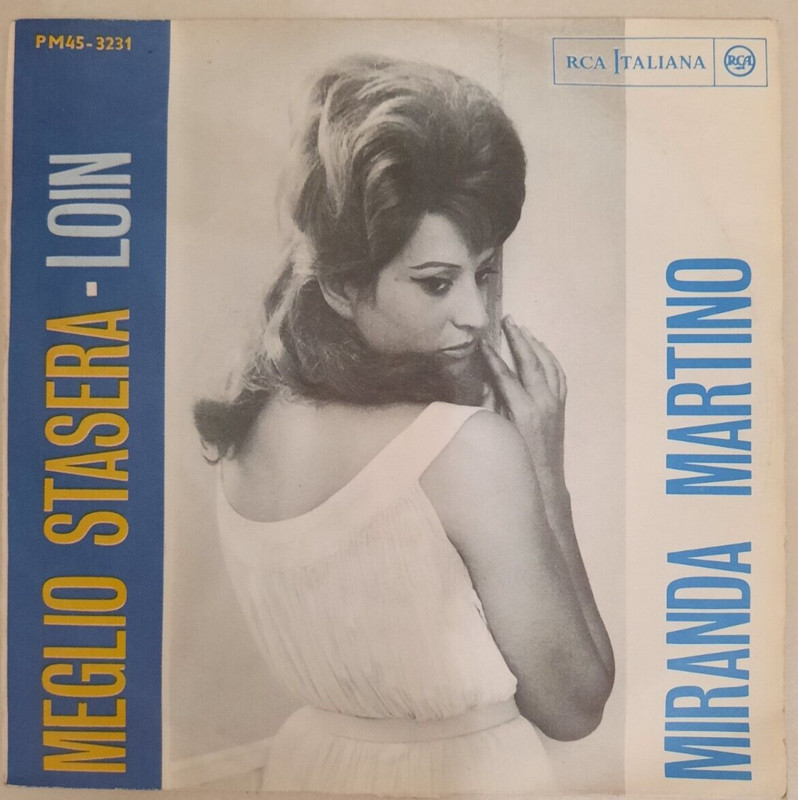 PM45-3231
RCA ITALIANA RCA
MEGLIO STASERA - LOIN
MIRANDA MARTINO